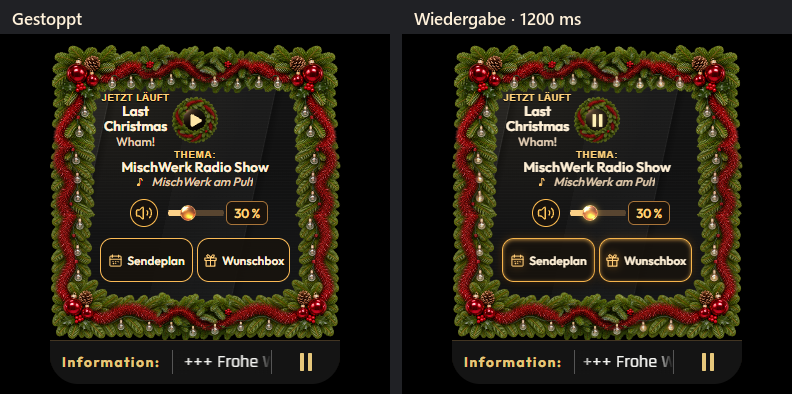 Gestoppt
JETZT LÄUFT
Last
Christmas
Wham!
THEMA:
MischWerk Radio Show
MischWerk am Pult
30 %
Sendeplan
Wunschbox
Information:
+++ Frohe
Wiedergabe · 1200 ms
JETZT LÄUFT
Last
Christmas
Wham!
THEMA:
MischWerk Radio Show
MischWerk am Pult
30 %
Sendeplan
Wunschbox
Information:
+++ Frohe